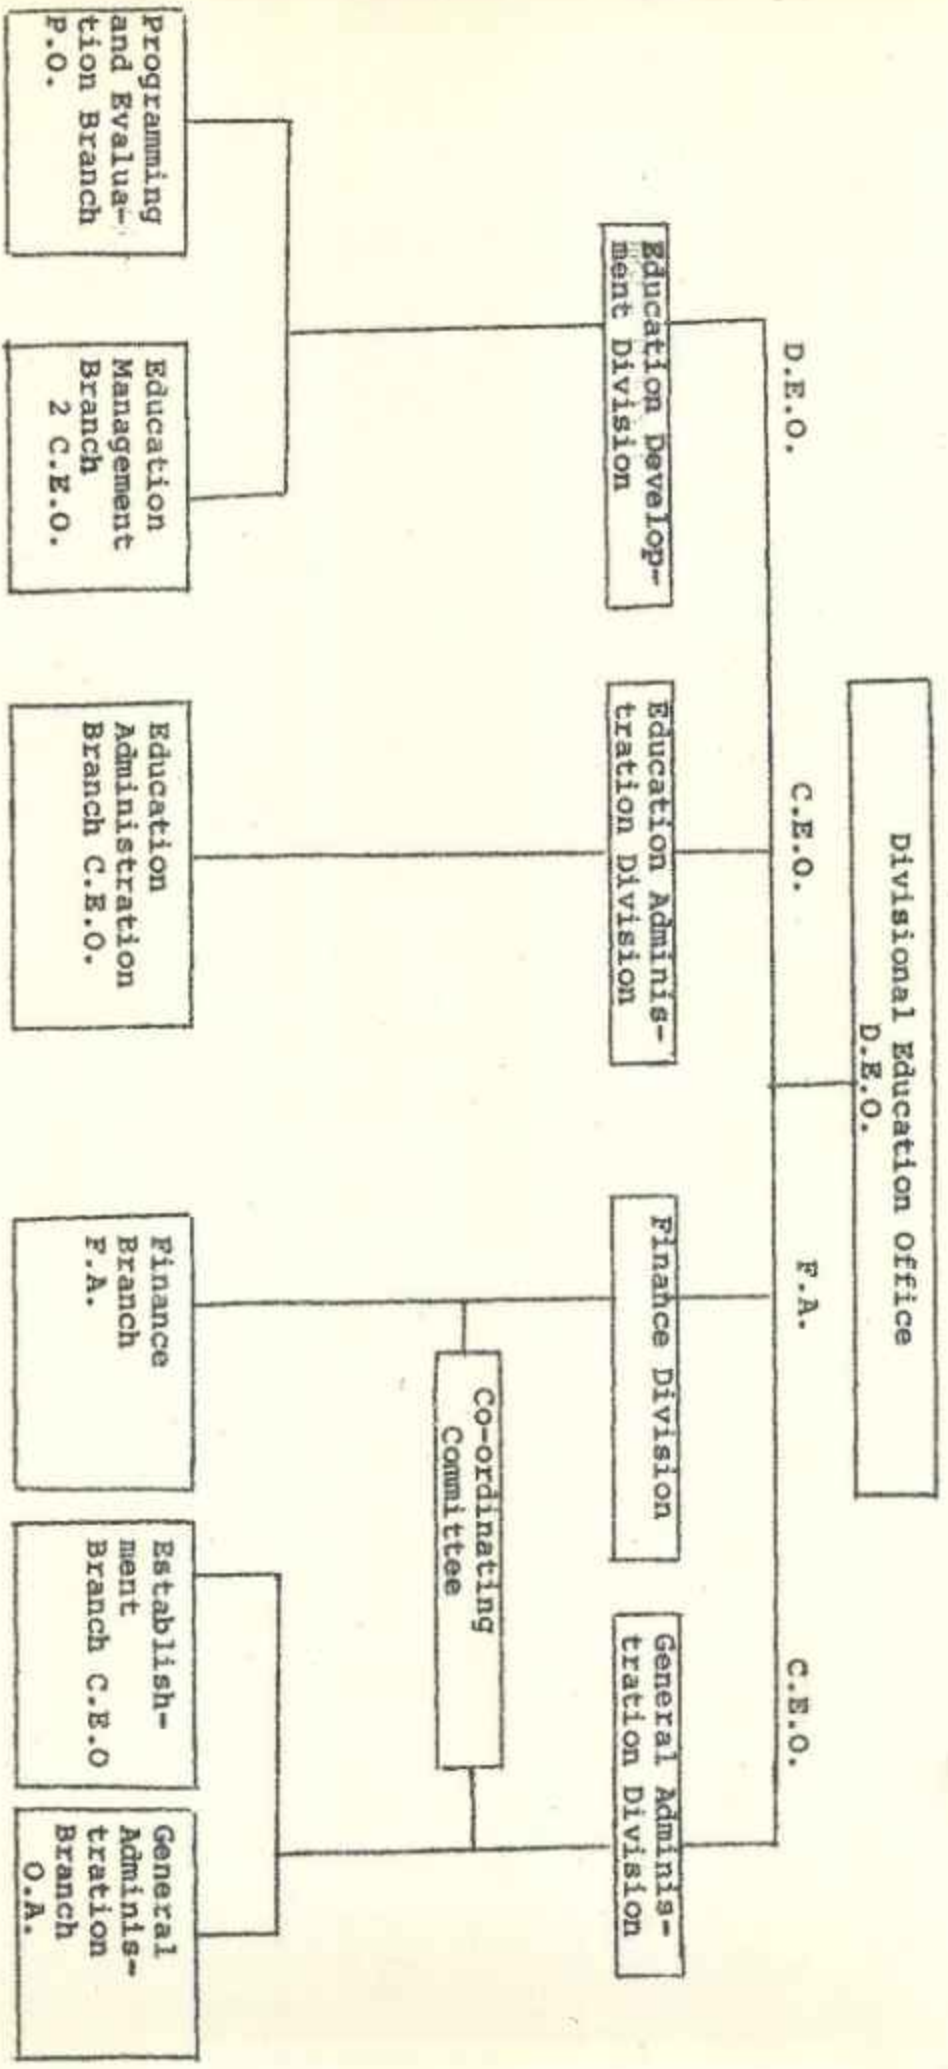 Divisional Education Office
D.E.O.
D.E.O.
C.E.O.
F.A.
C.E.O.
Education Develop-
ment Division
Education Adminis-
tration Division
Finance Division
General Adminis-
tration Division
Co-ordinating
Committee
Programming
and Evalua-
tion Branch
P.O.
Education
Management
Branch
2 C.E.O.
Education
Administration
Branch C.E.O.
Finance
Branch
F.A.
Establish-
ment
Branch C.E.O
General
Adminis-
tration
Branch
O.A.